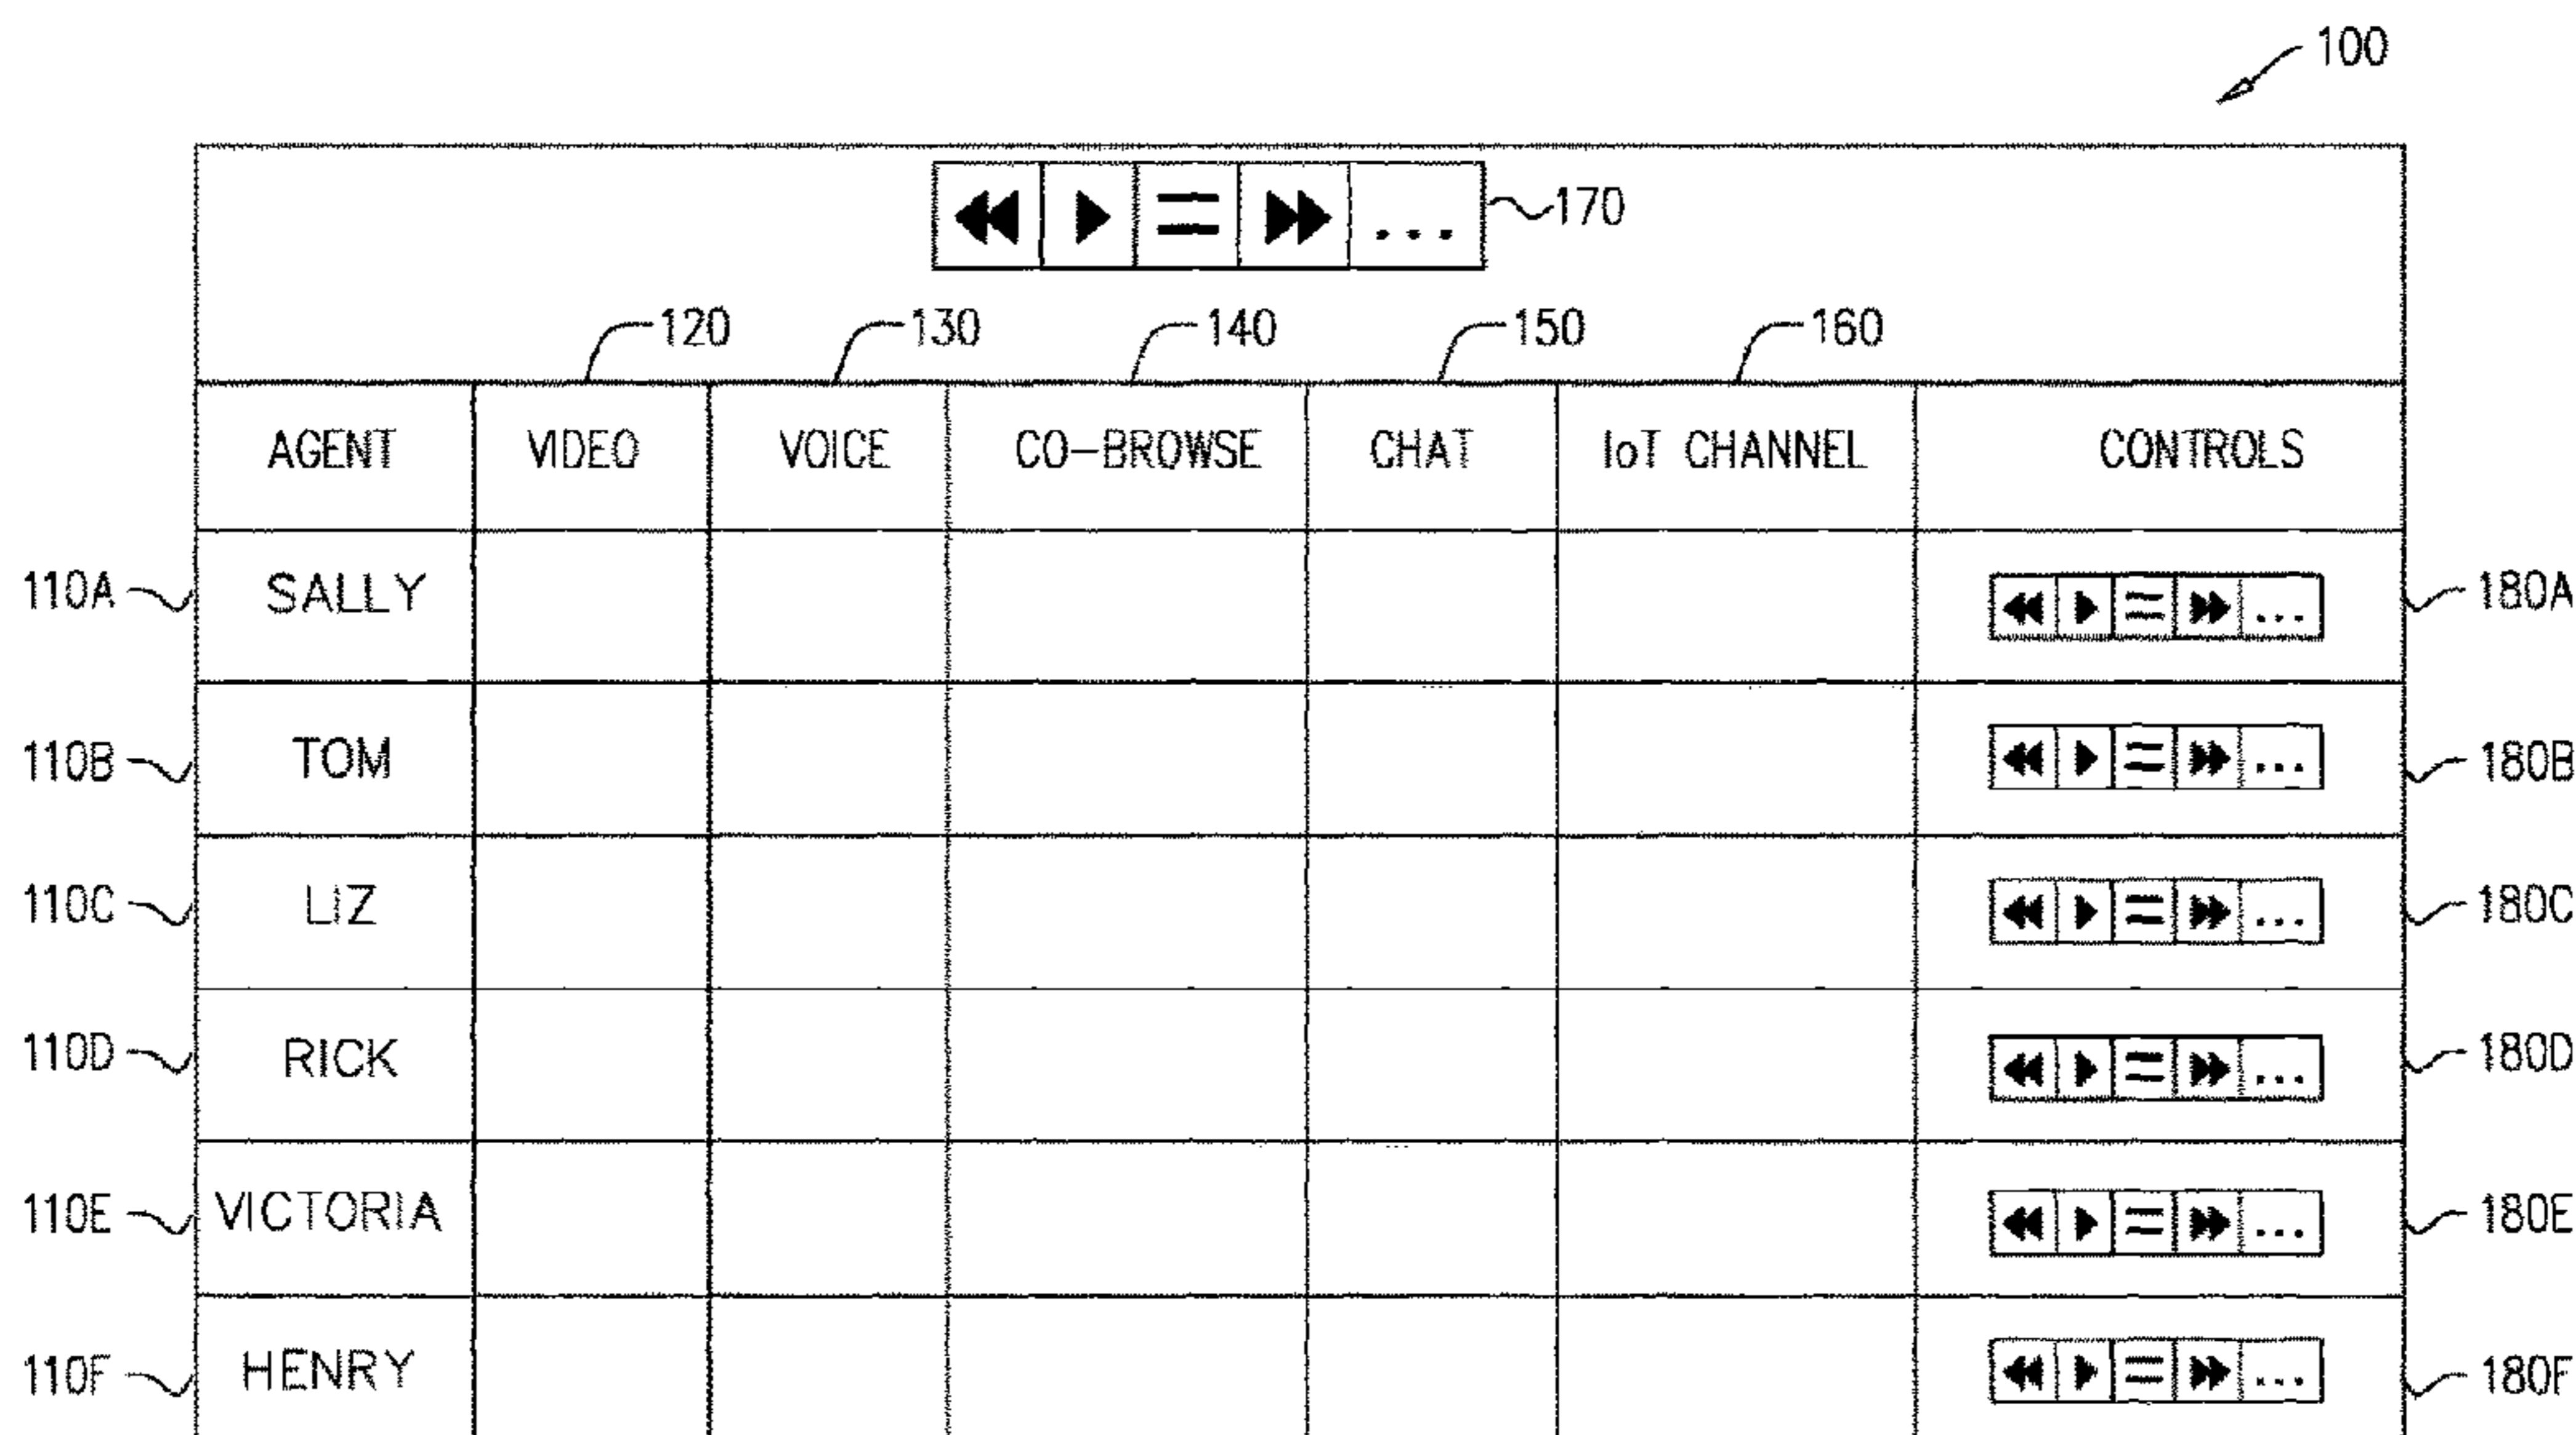 100
... 170
120 130 140 150 160
AGENT VIDEO VOICE CO-BROWSE CHAT IoT CHANNEL CONTROLS
110A SALLY ... 180A
110B TOM ... 180B
110C LIZ ... 180C
110D RICK ... 180D
110E VICTORIA ... 180E
110F HENRY ... 180F